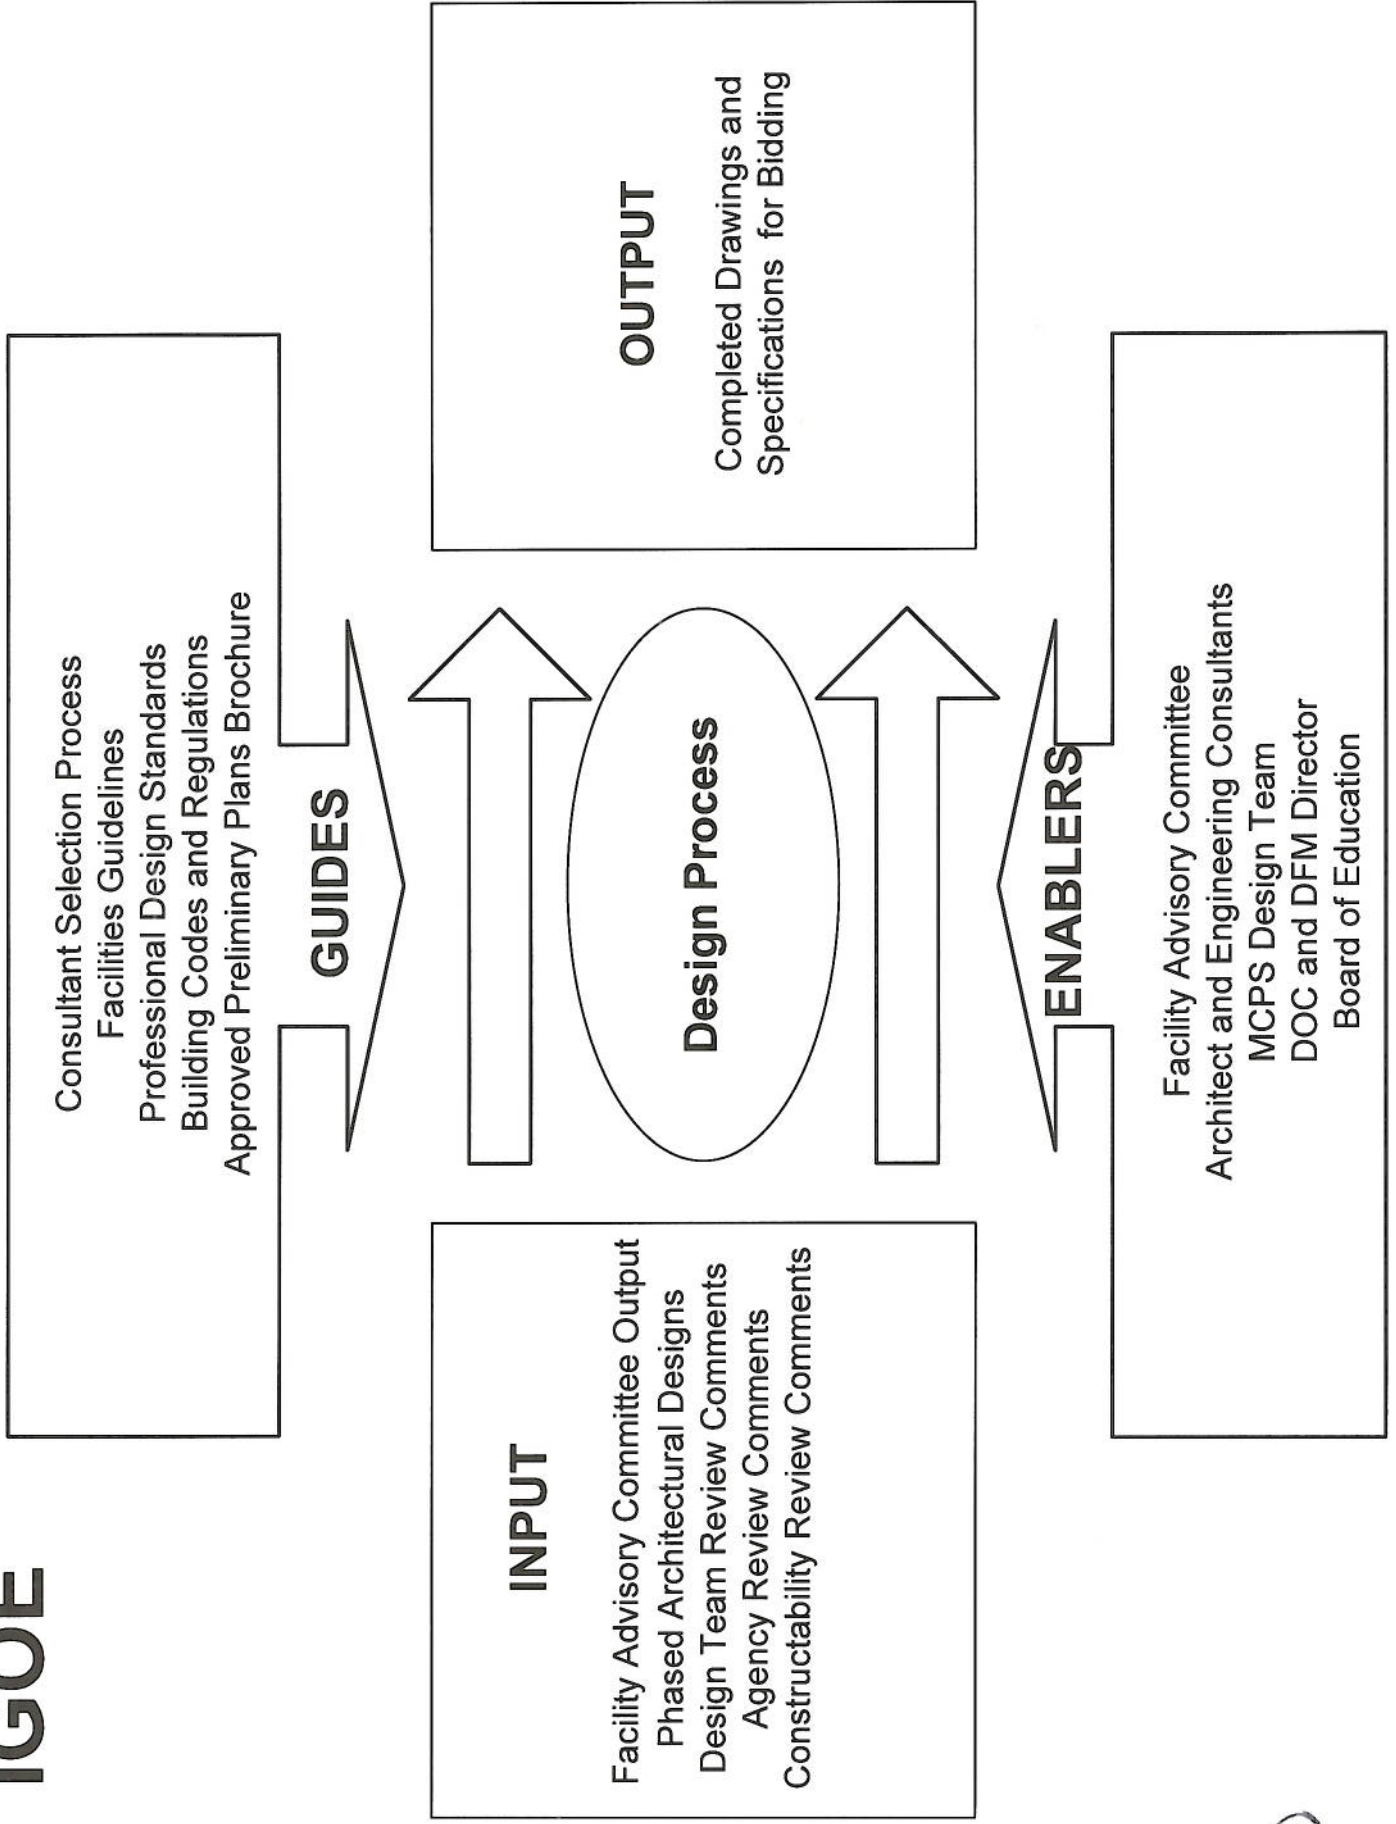 IGOE
Consultant Selection Process
Facilities Guidelines
Professional Design Standards
Building Codes and Regulations
Approved Preliminary Plans Brochure
GUIDES
INPUT
Facility Advisory Committee Output
Phased Architectural Designs
Design Team Review Comments
Agency Review Comments
Constructability Review Comments
Design Process
OUTPUT
Completed Drawings and
Specifications for Bidding
ENABLERS
Facility Advisory Committee
Architect and Engineering Consultants
MCPS Design Team
DOC and DFM Director
Board of Education